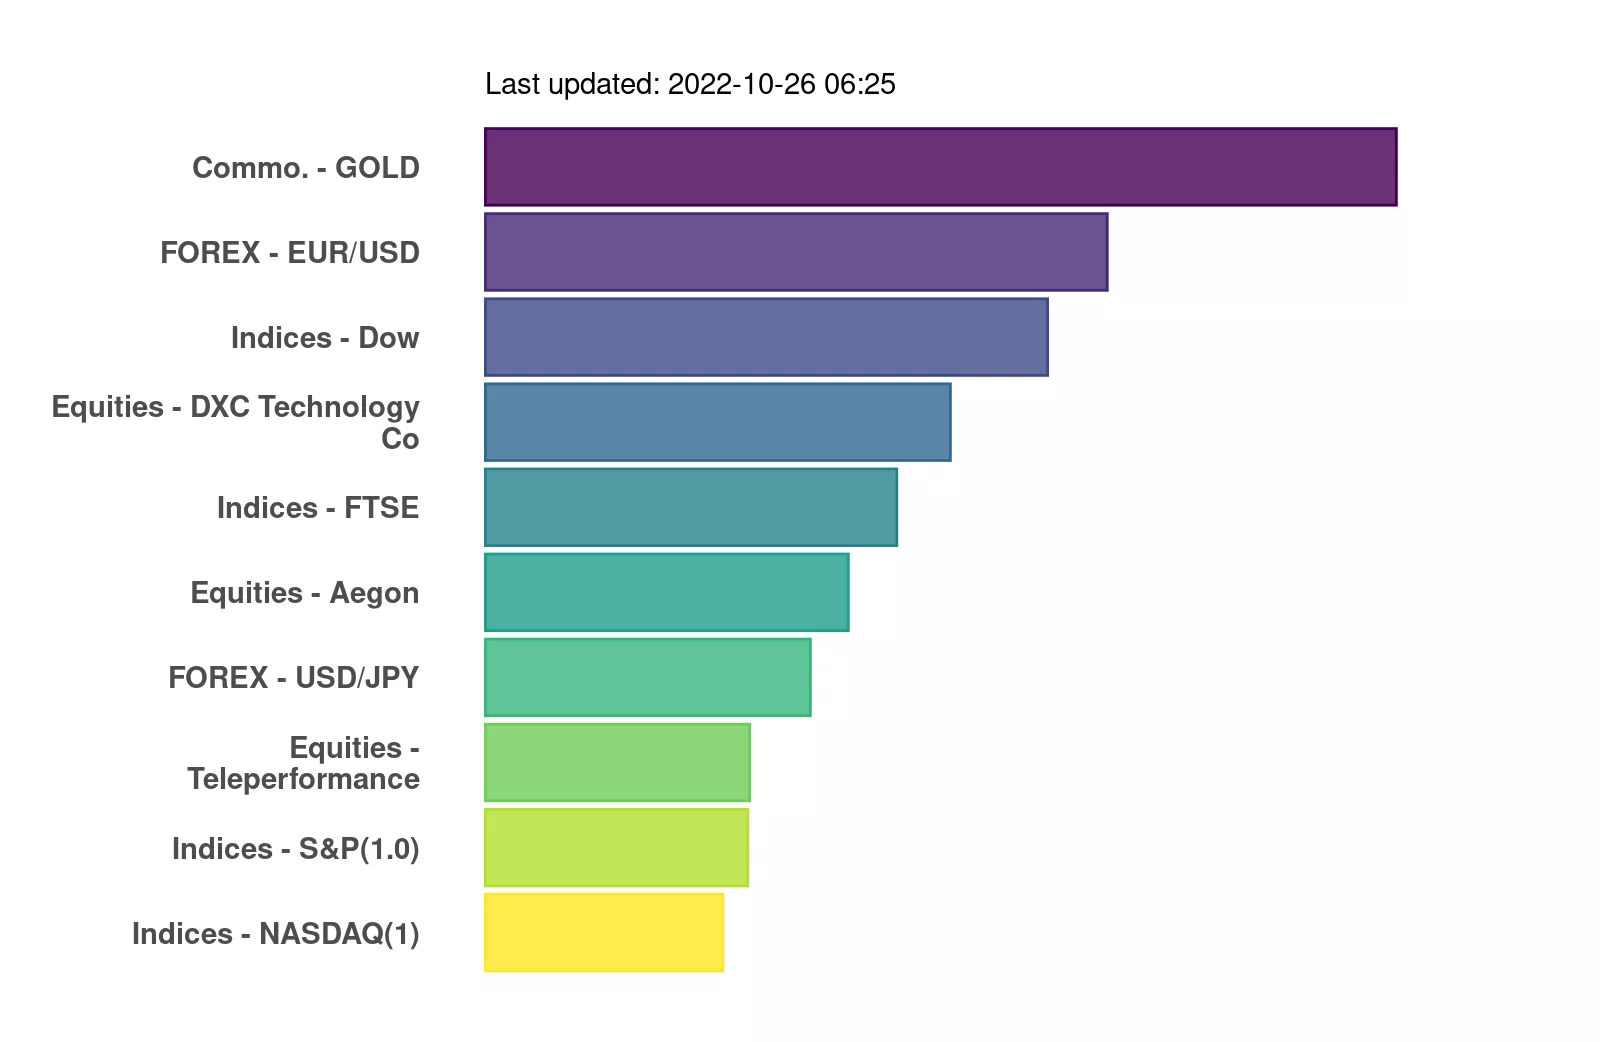 Last updated: 2022-10-26 06:25
Commo. - GOLD
FOREX - EUR/USD
Indices - Dow
Equities - DXC Technology
Co
Indices - FTSE
Equities - Aegon
FOREX - USD/JPY
Equities -
Teleperformance
Indices - S&P(1.0)
Indices - NASDAQ(1)